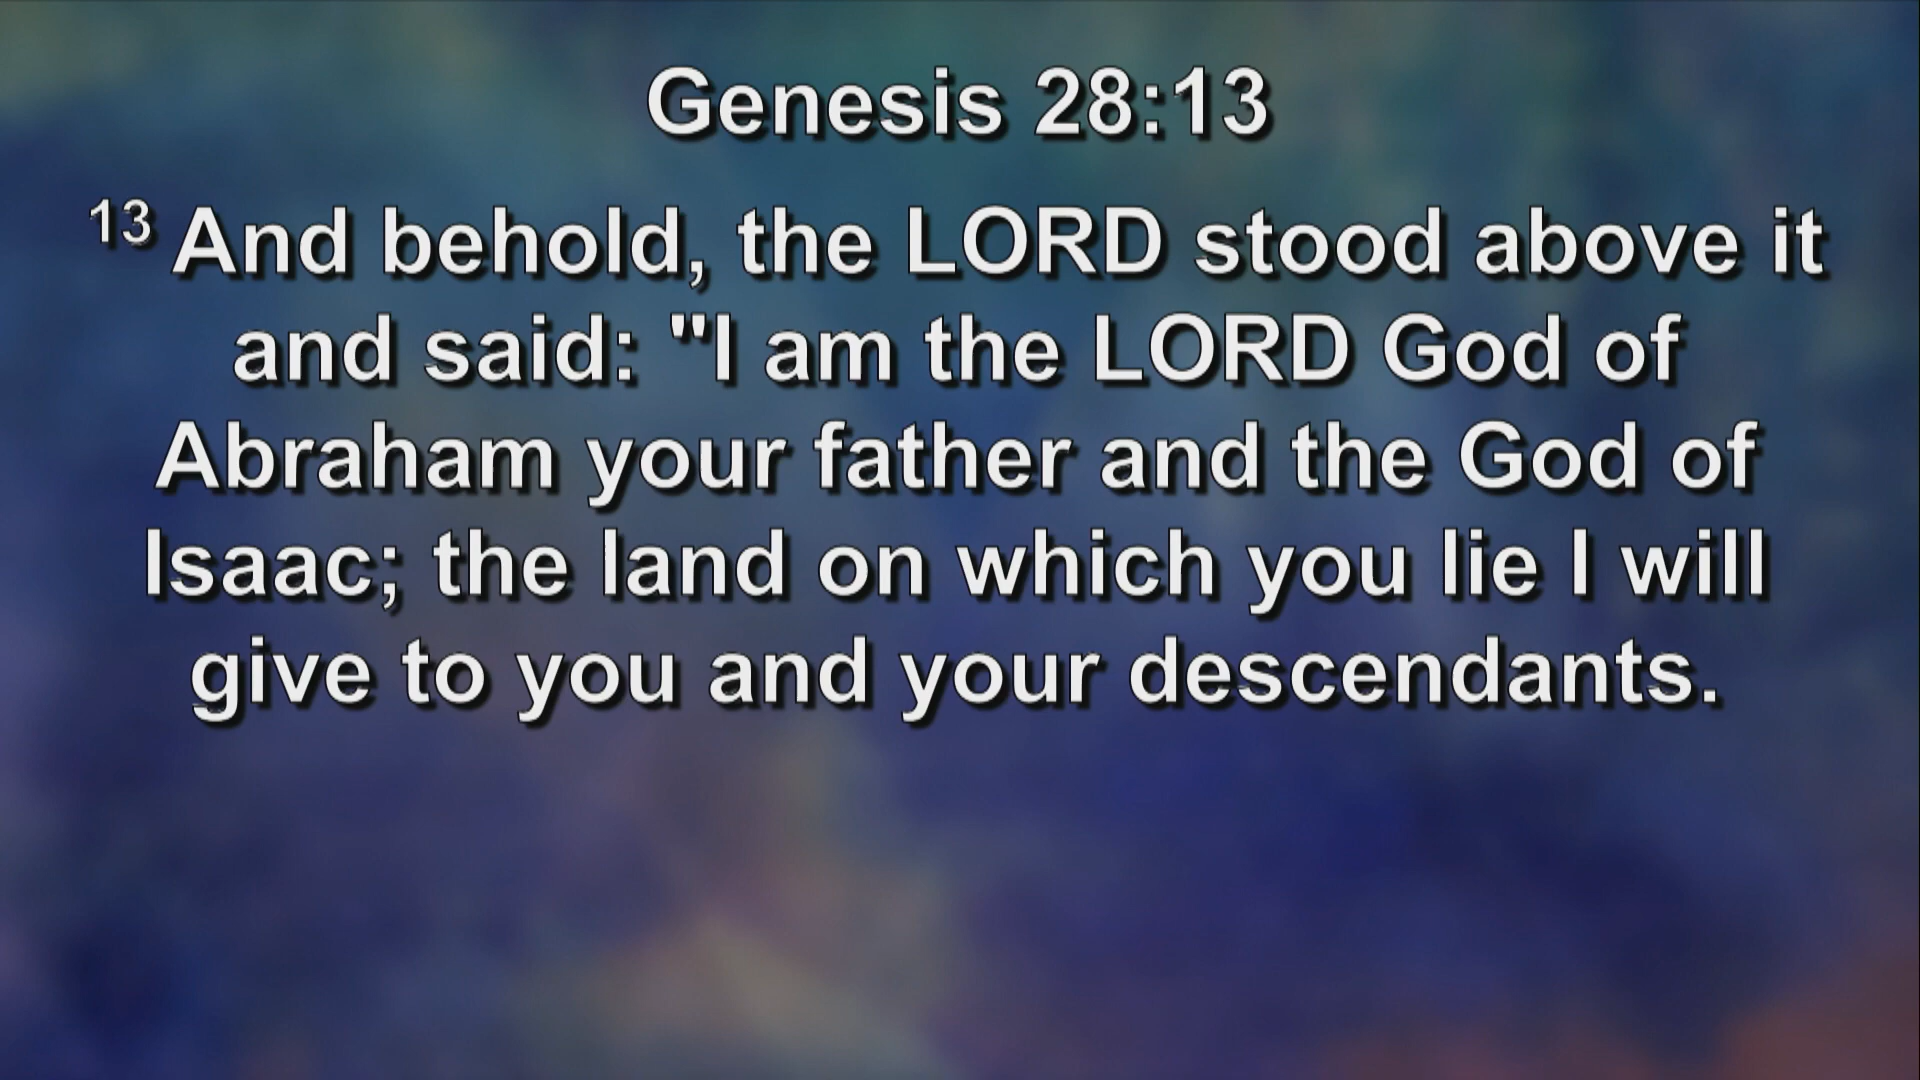 Genesis 28:13
13 And behold, the LORD stood above it
and said: "I am the LORD God of
Abraham your father and the God of
Isaac; the land on which you lie I will
give to you and your descendants.